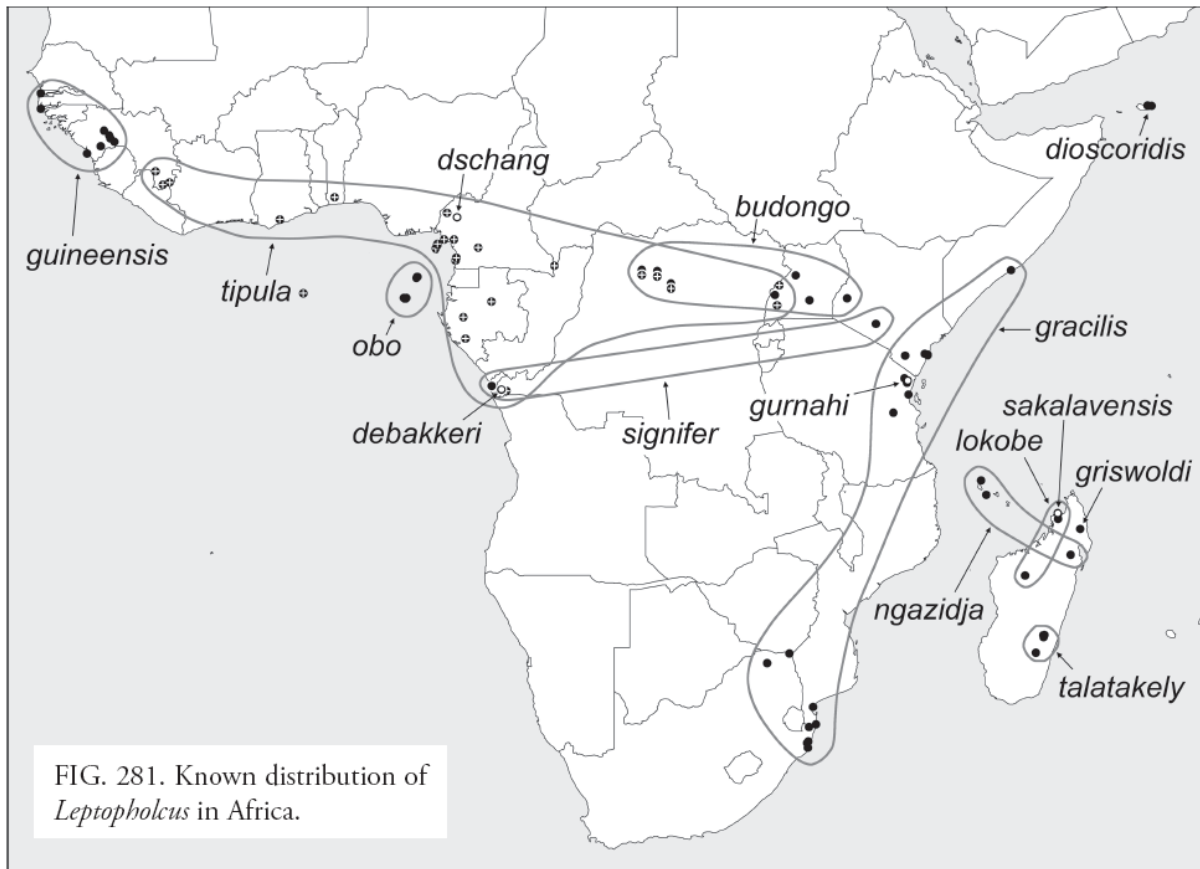 dschang
dioscoridis
budongo
guineensis
tipula
obo
gracilis
gurnahi
sakalavensis
debakkeri
signifer
lokobe
griswoldi
ngazidja
talatakely
FIG. 281. Known distribution of
Leptopholcus in Africa.